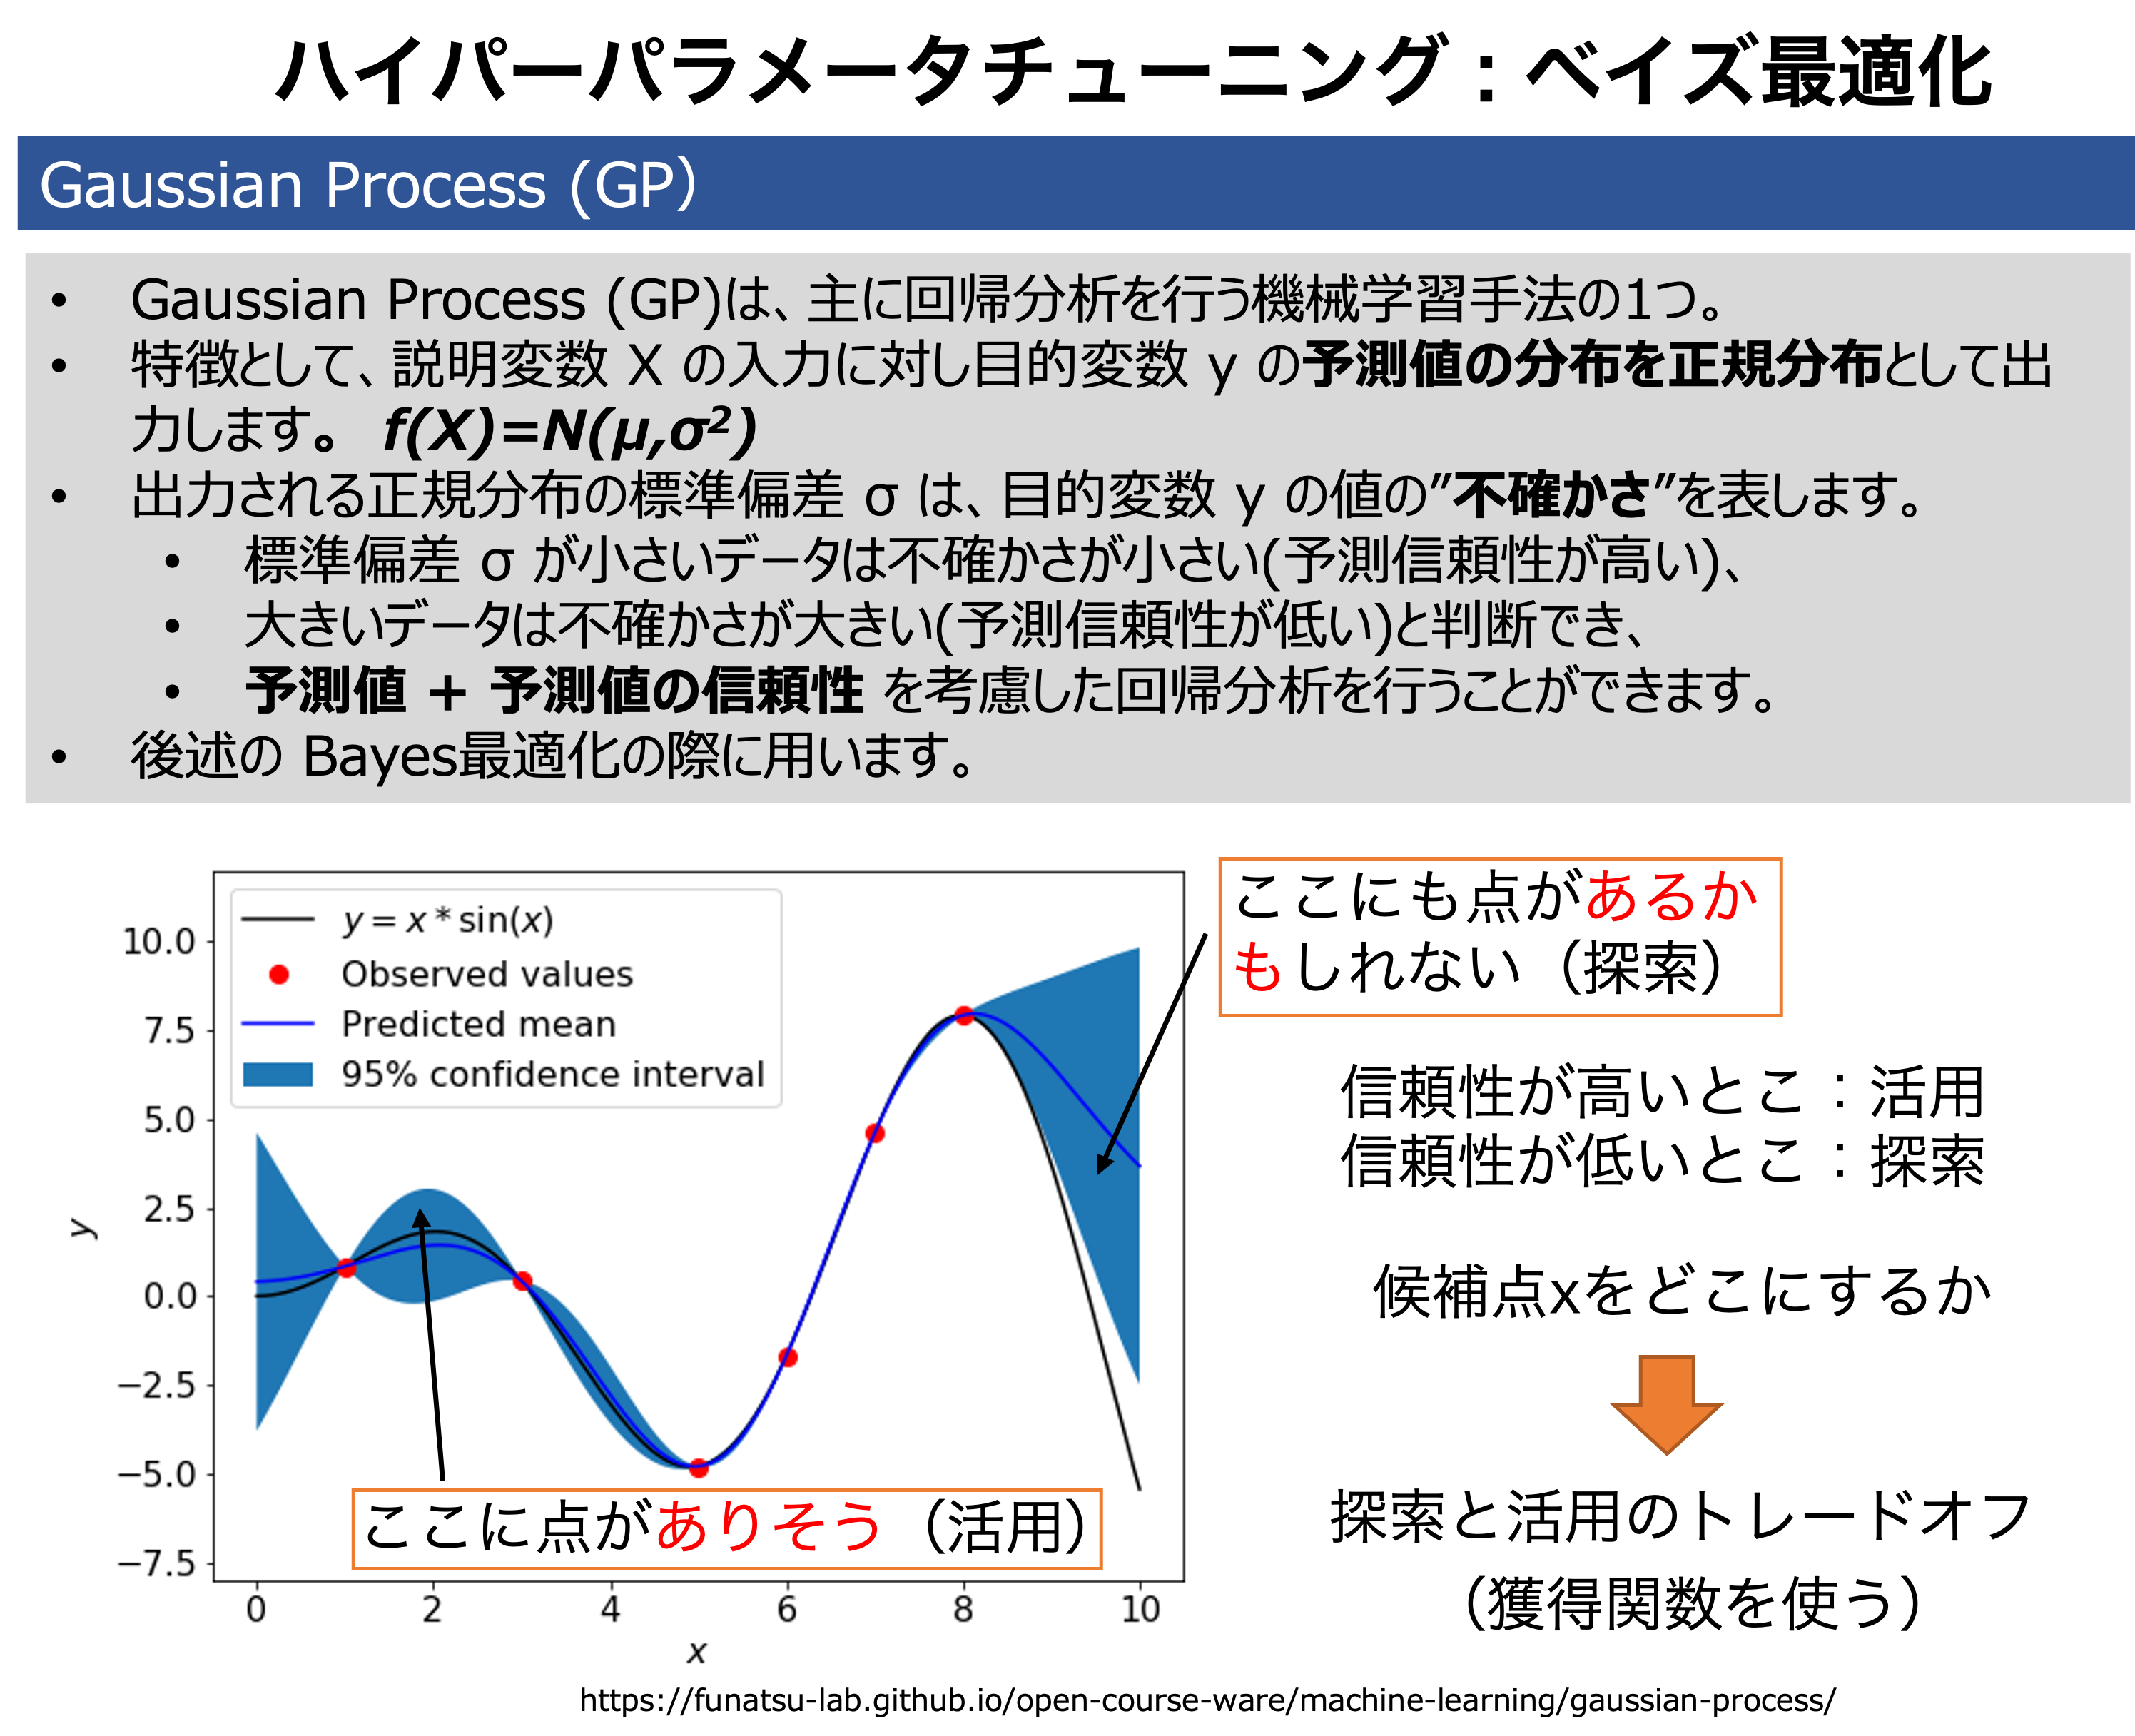 ハイパーパラメータチューニング：ベイズ最適化
Gaussian Process (GP)
• Gaussian Process (GP)は、主に回帰分析を行う機械学習手法の1つ。
• 特徴として、説明変数 X の入力に対し目的変数 y の予測値の分布を正規分布として出
力します。 f(X)=N(μ,σ²)
• 出力される正規分布の標準偏差 σ は、目的変数 y の値の”不確かさ”を表します。
• 標準偏差 σ が小さいデータは不確かさが小さい(予測信頼性が高い)、
• 大きいデータは不確かさが大きい(予測信頼性が低い)と判断でき、
• 予測値 + 予測値の信頼性 を考慮した回帰分析を行うことができます。
• 後述の Bayes最適化の際に用います。
y = x * sin(x)
Observed values
Predicted mean
95% confidence interval
10.0
7.5
5.0
2.5
0.0
−2.5
−5.0
−7.5
y
0 2 4 6 8 10
x
ここに点がありそう（活用）
ここにも点があるか
もしれない（探索）
信頼性が高いとこ：活用
信頼性が低いとこ：探索
候補点xをどこにするか
探索と活用のトレードオフ
（獲得関数を使う）
https://funatsu-lab.github.io/open-course-ware/machine-learning/gaussian-process/